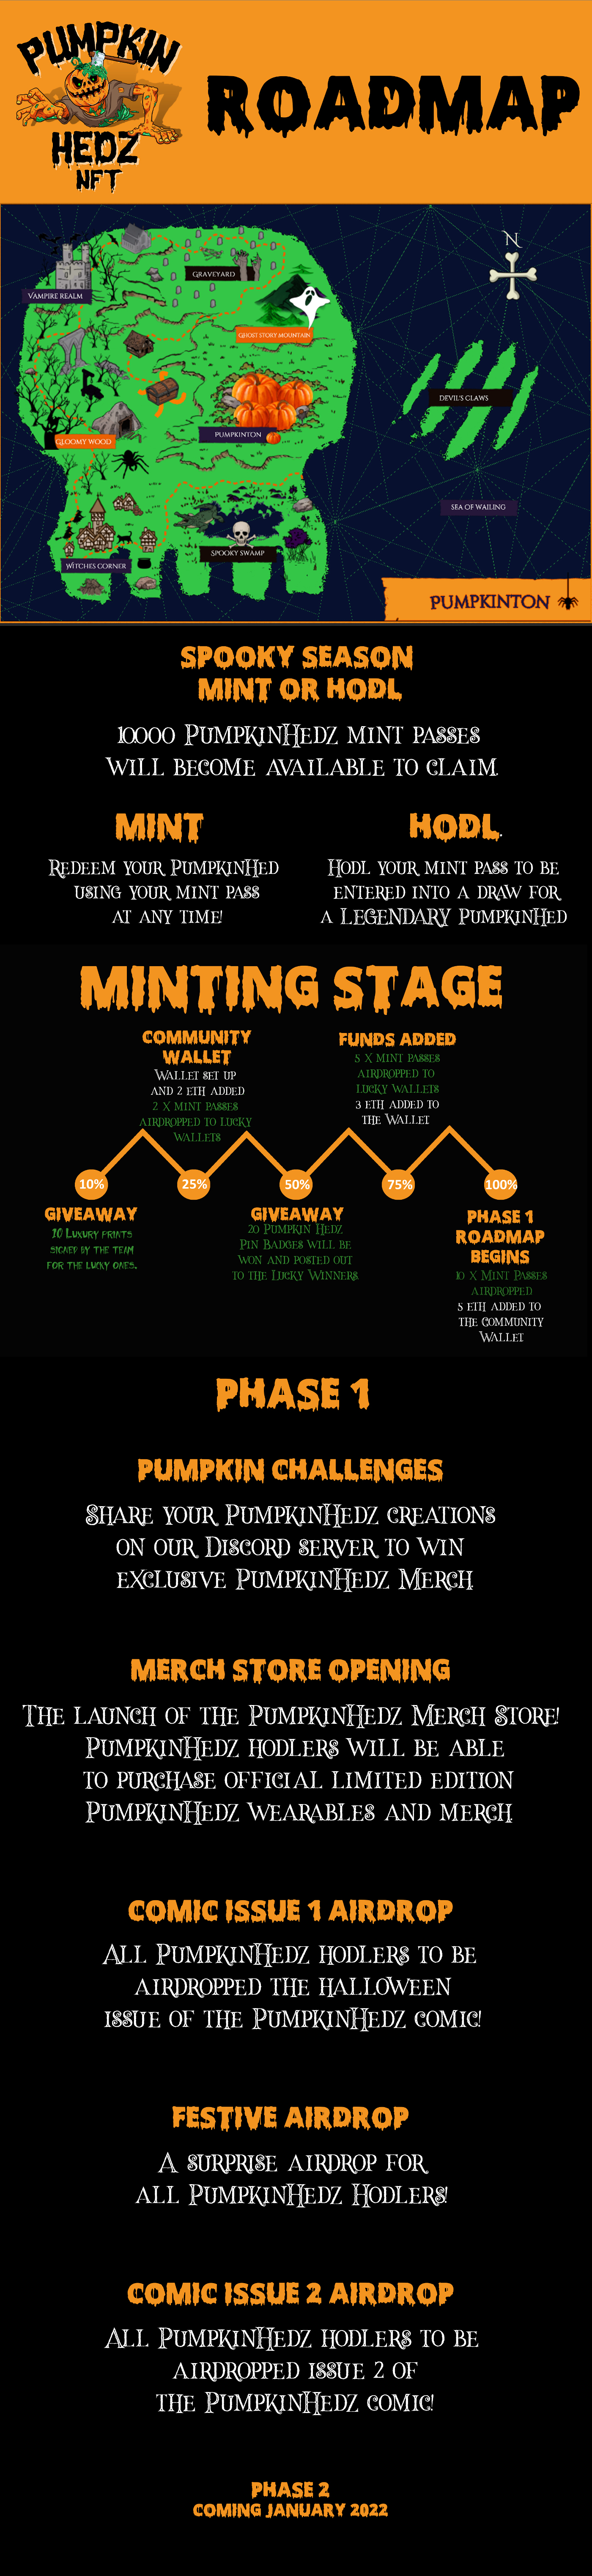 PUMPKIN
HEDZ
NFT
ROADMAP
N
VAMPIRE REALM
GRAVEYARD
GHOST STORY MOUNTAIN
DEVIL'S CLAWS
PUMPKINTON
GLOOMY WOOD
SEA OF WAILING
SPOOKY SWAMP
WITCHES CORNER
PUMPKINTON
SPOOKY SEASON
MINT OR HODL
10000 PUMPKINHEDZ MINT PASSES
WILL BECOME AVAILABLE TO CLAIM.
MINT
REDEEM YOUR PUMPKINHED
USING YOUR MINT PASS
AT ANY TIME!
HODL.
HODL YOUR MINT PASS TO BE
ENTERED INTO A DRAW FOR
A LEGENDARY PUMPKINHED
MINTING STAGE
COMMUNITY
WALLET
WALLET SET UP
AND 2 ETH ADDED
2 X MINT PASSES
AIRDROPPED TO LUCKY
WALLETS
FUNDS ADDED
5 X MINT PASSES
AIRDROPPED TO
LUCKY WALLETS
3 ETH ADDED TO
THE WALLET
10%
25%
50%
75%
100%
GIVEAWAY
10 LUXURY PRINTS
SIGNED BY THE TEAM
FOR THE LUCKY ONES.
GIVEAWAY
20 PUMPKIN HEDZ
PIN BADGES WILL BE
WON AND POSTED OUT
TO THE LUCKY WINNERS.
PHASE 1
ROADMAP
BEGINS
10 X MINT PASSES
AIRDROPPED
5 ETH ADDED TO
THE COMMUNITY
WALLET
PHASE 1
PUMPKIN CHALLENGES
SHARE YOUR PUMPKINHEDZ CREATIONS
ON OUR DISCORD SERVER TO WIN
EXCLUSIVE PUMPKINHEDZ MERCH.
MERCH STORE OPENING
THE LAUNCH OF THE PUMPKINHEDZ MERCH STORE!
PUMPKINHEDZ HODLERS WILL BE ABLE
TO PURCHASE OFFICIAL LIMITED EDITION
PUMPKINHEDZ WEARABLES AND MERCH.
COMIC ISSUE 1 AIRDROP
ALL PUMPKINHEDZ HODLERS TO BE
AIRDROPPED THE HALLOWEEN
ISSUE OF THE PUMPKINHEDZ COMIC!
FESTIVE AIRDROP
A SURPRISE AIRDROP FOR
ALL PUMPKINHEDZ HODLERS!
COMIC ISSUE 2 AIRDROP
ALL PUMPKINHEDZ HODLERS TO BE
AIRDROPPED ISSUE 2 OF
THE PUMPKINHEDZ COMIC!
PHASE 2
COMING JANUARY 2022